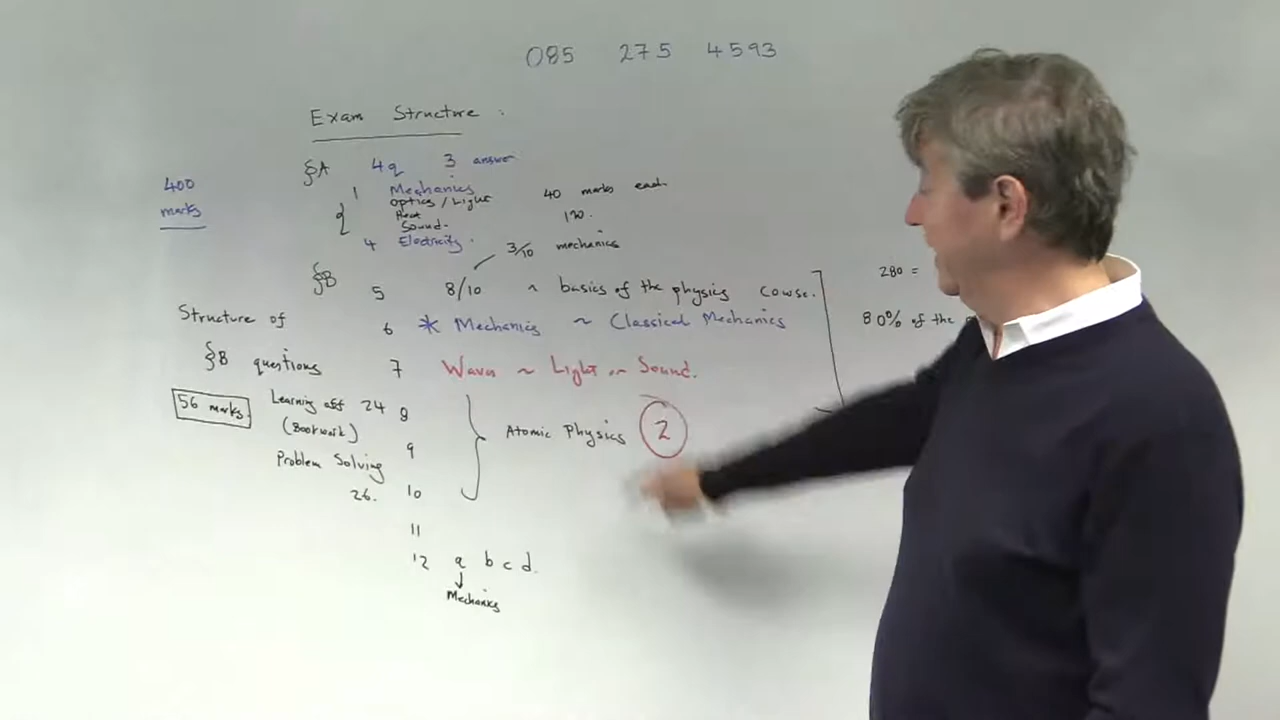 085 275 4593
Exam Structure :
§A 4q 3 answer
400
marks
1 Mechanics
optics / Light
Heat
Sound.
4 Electricity.
40 marks each.
120.
3/10 mechanics
§B
5 8/10 ~ basics of the physics course.
6 * Mechanics ~ Classical Mechanics
7 Waves ~ Light or Sound.
8
9
10
Atomic Physics 2
11
12 a b c d.
Mechanics
Structure of
§B questions
56 marks
Learning off 24
(Bookwork)
Problem Solving
26.
280 =
80% of the